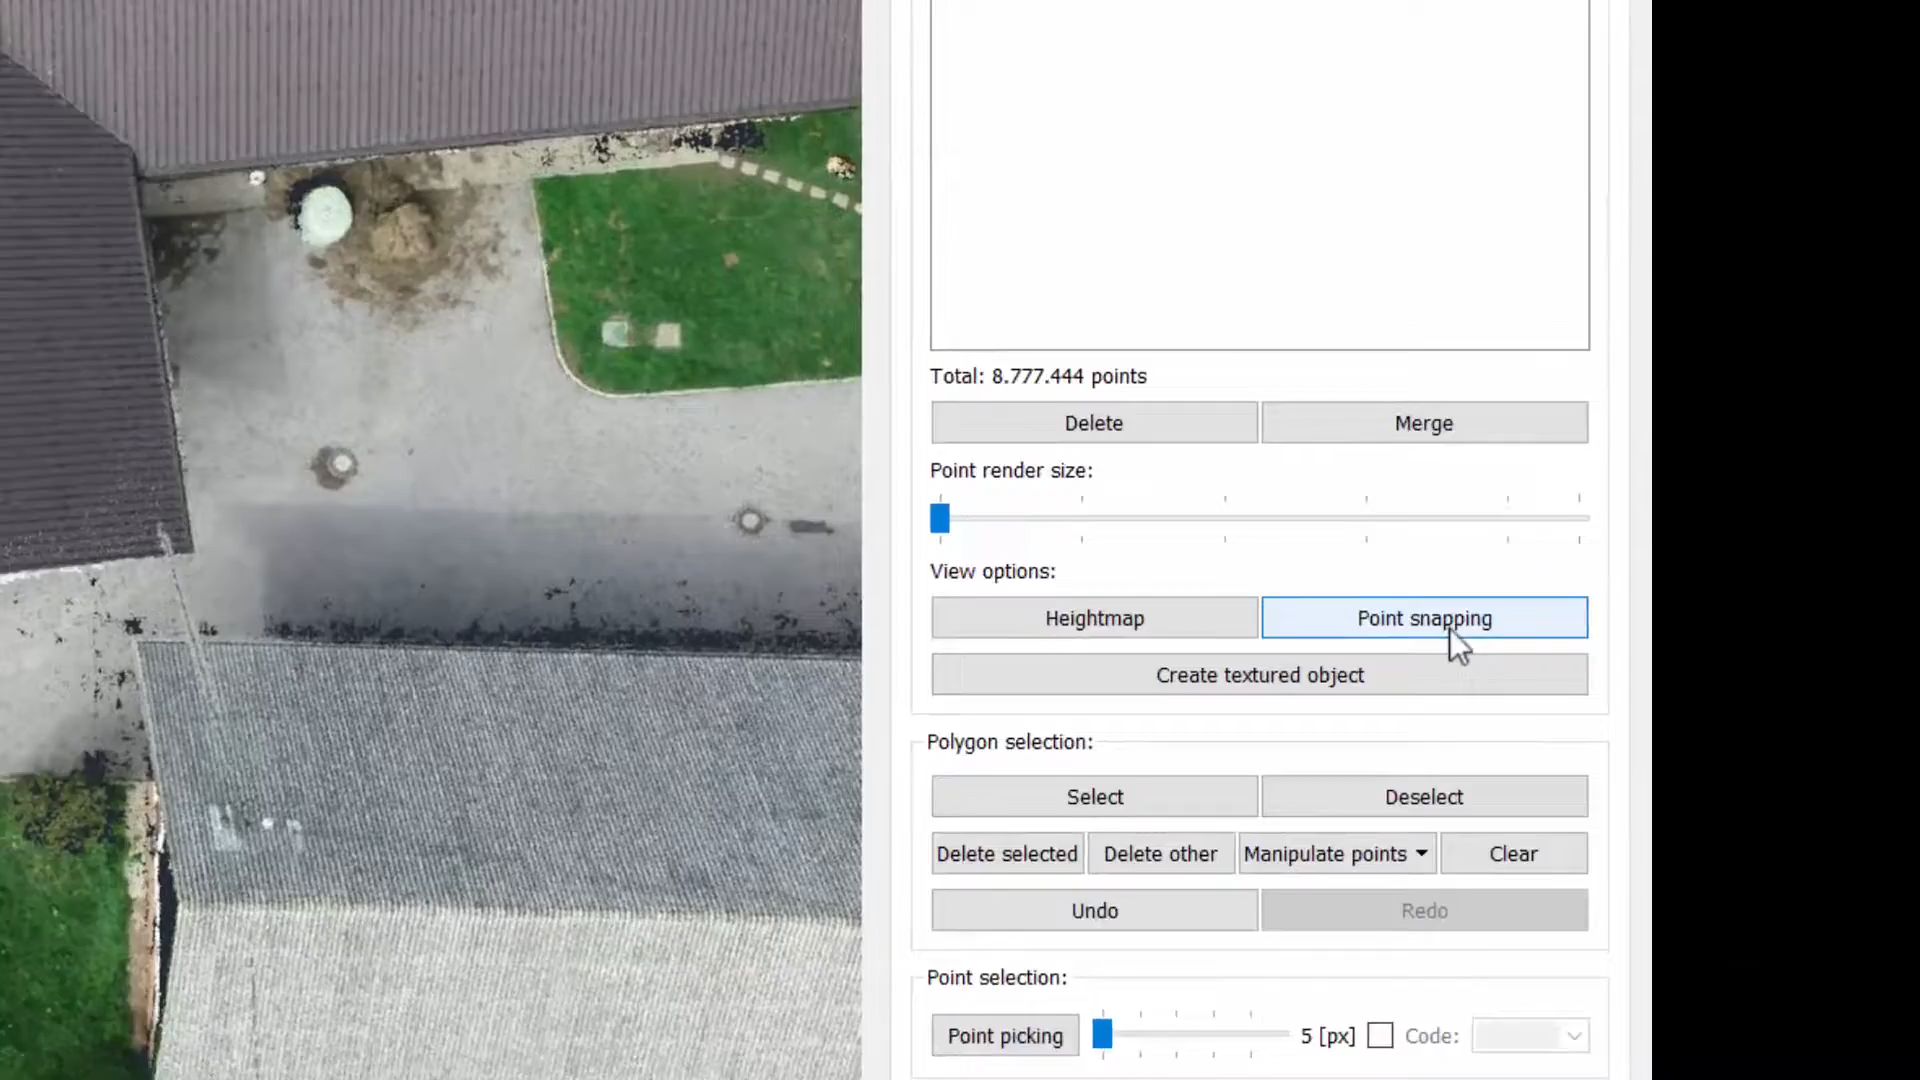 Total: 8.777.444 points
Delete Merge
Point render size:
View options:
Heightmap Point snapping
Create textured object
Polygon selection:
Select Deselect
Delete selected Delete other Manipulate points Clear
Undo Redo
Point selection:
Point picking 5 [px] Code: